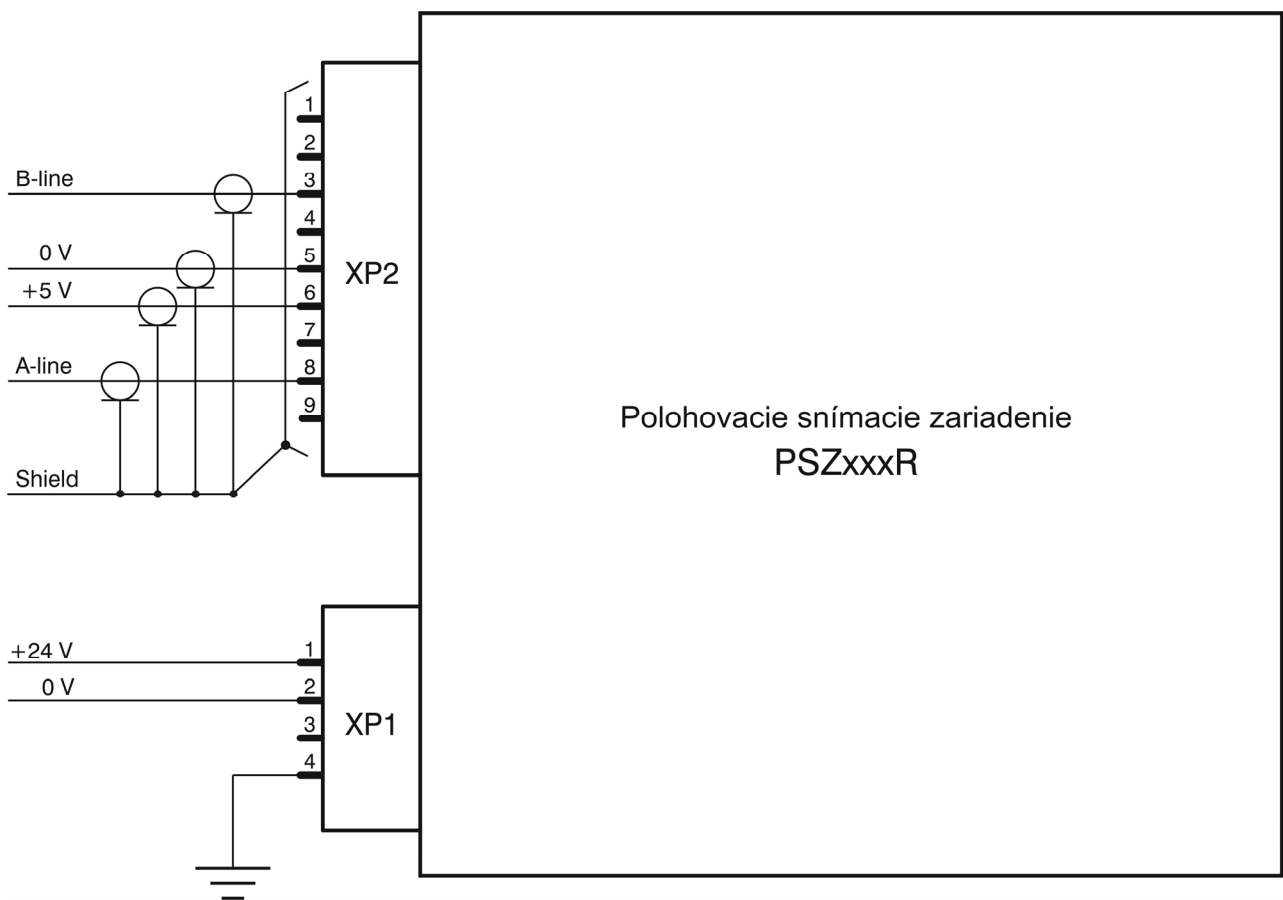 1
2
B-line 3
4
0 V 5
+5 V 6
7
A-line 8
9
Shield
XP2
Polohovacie snímacie zariadenie
PSZxxxR
+24 V 1
0 V 2
3
4
XP1